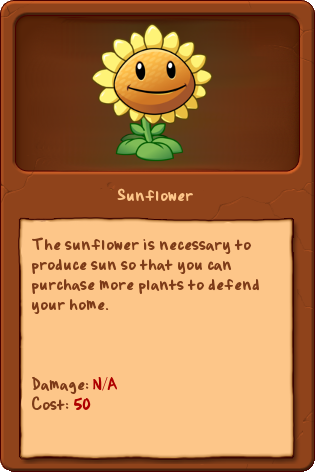 Sunflower
The sunflower is necessary to
produce sun so that you can
purchase more plants to defend
your home.
Damage: N/A
Cost: 50